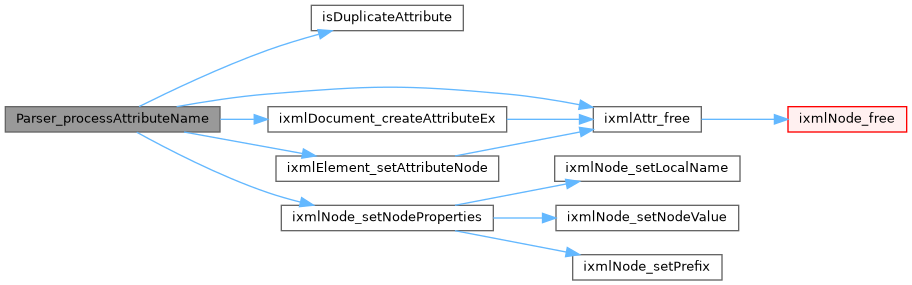 isDuplicateAttribute
Parser_processAttributeName
ixmlDocument_createAttributeEx
ixmlAttr_free
ixmlNode_free
ixmlElement_setAttributeNode
ixmlNode_setLocalName
ixmlNode_setNodeProperties
ixmlNode_setNodeValue
ixmlNode_setPrefix